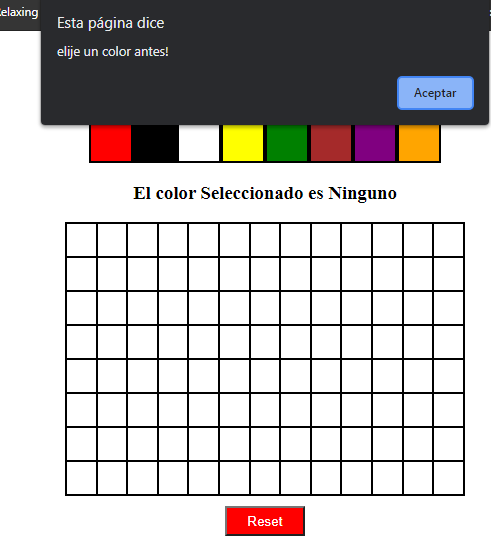 elaxing
Esta página dice
elije un color antes!
Aceptar
El color Seleccionado es Ninguno
Reset